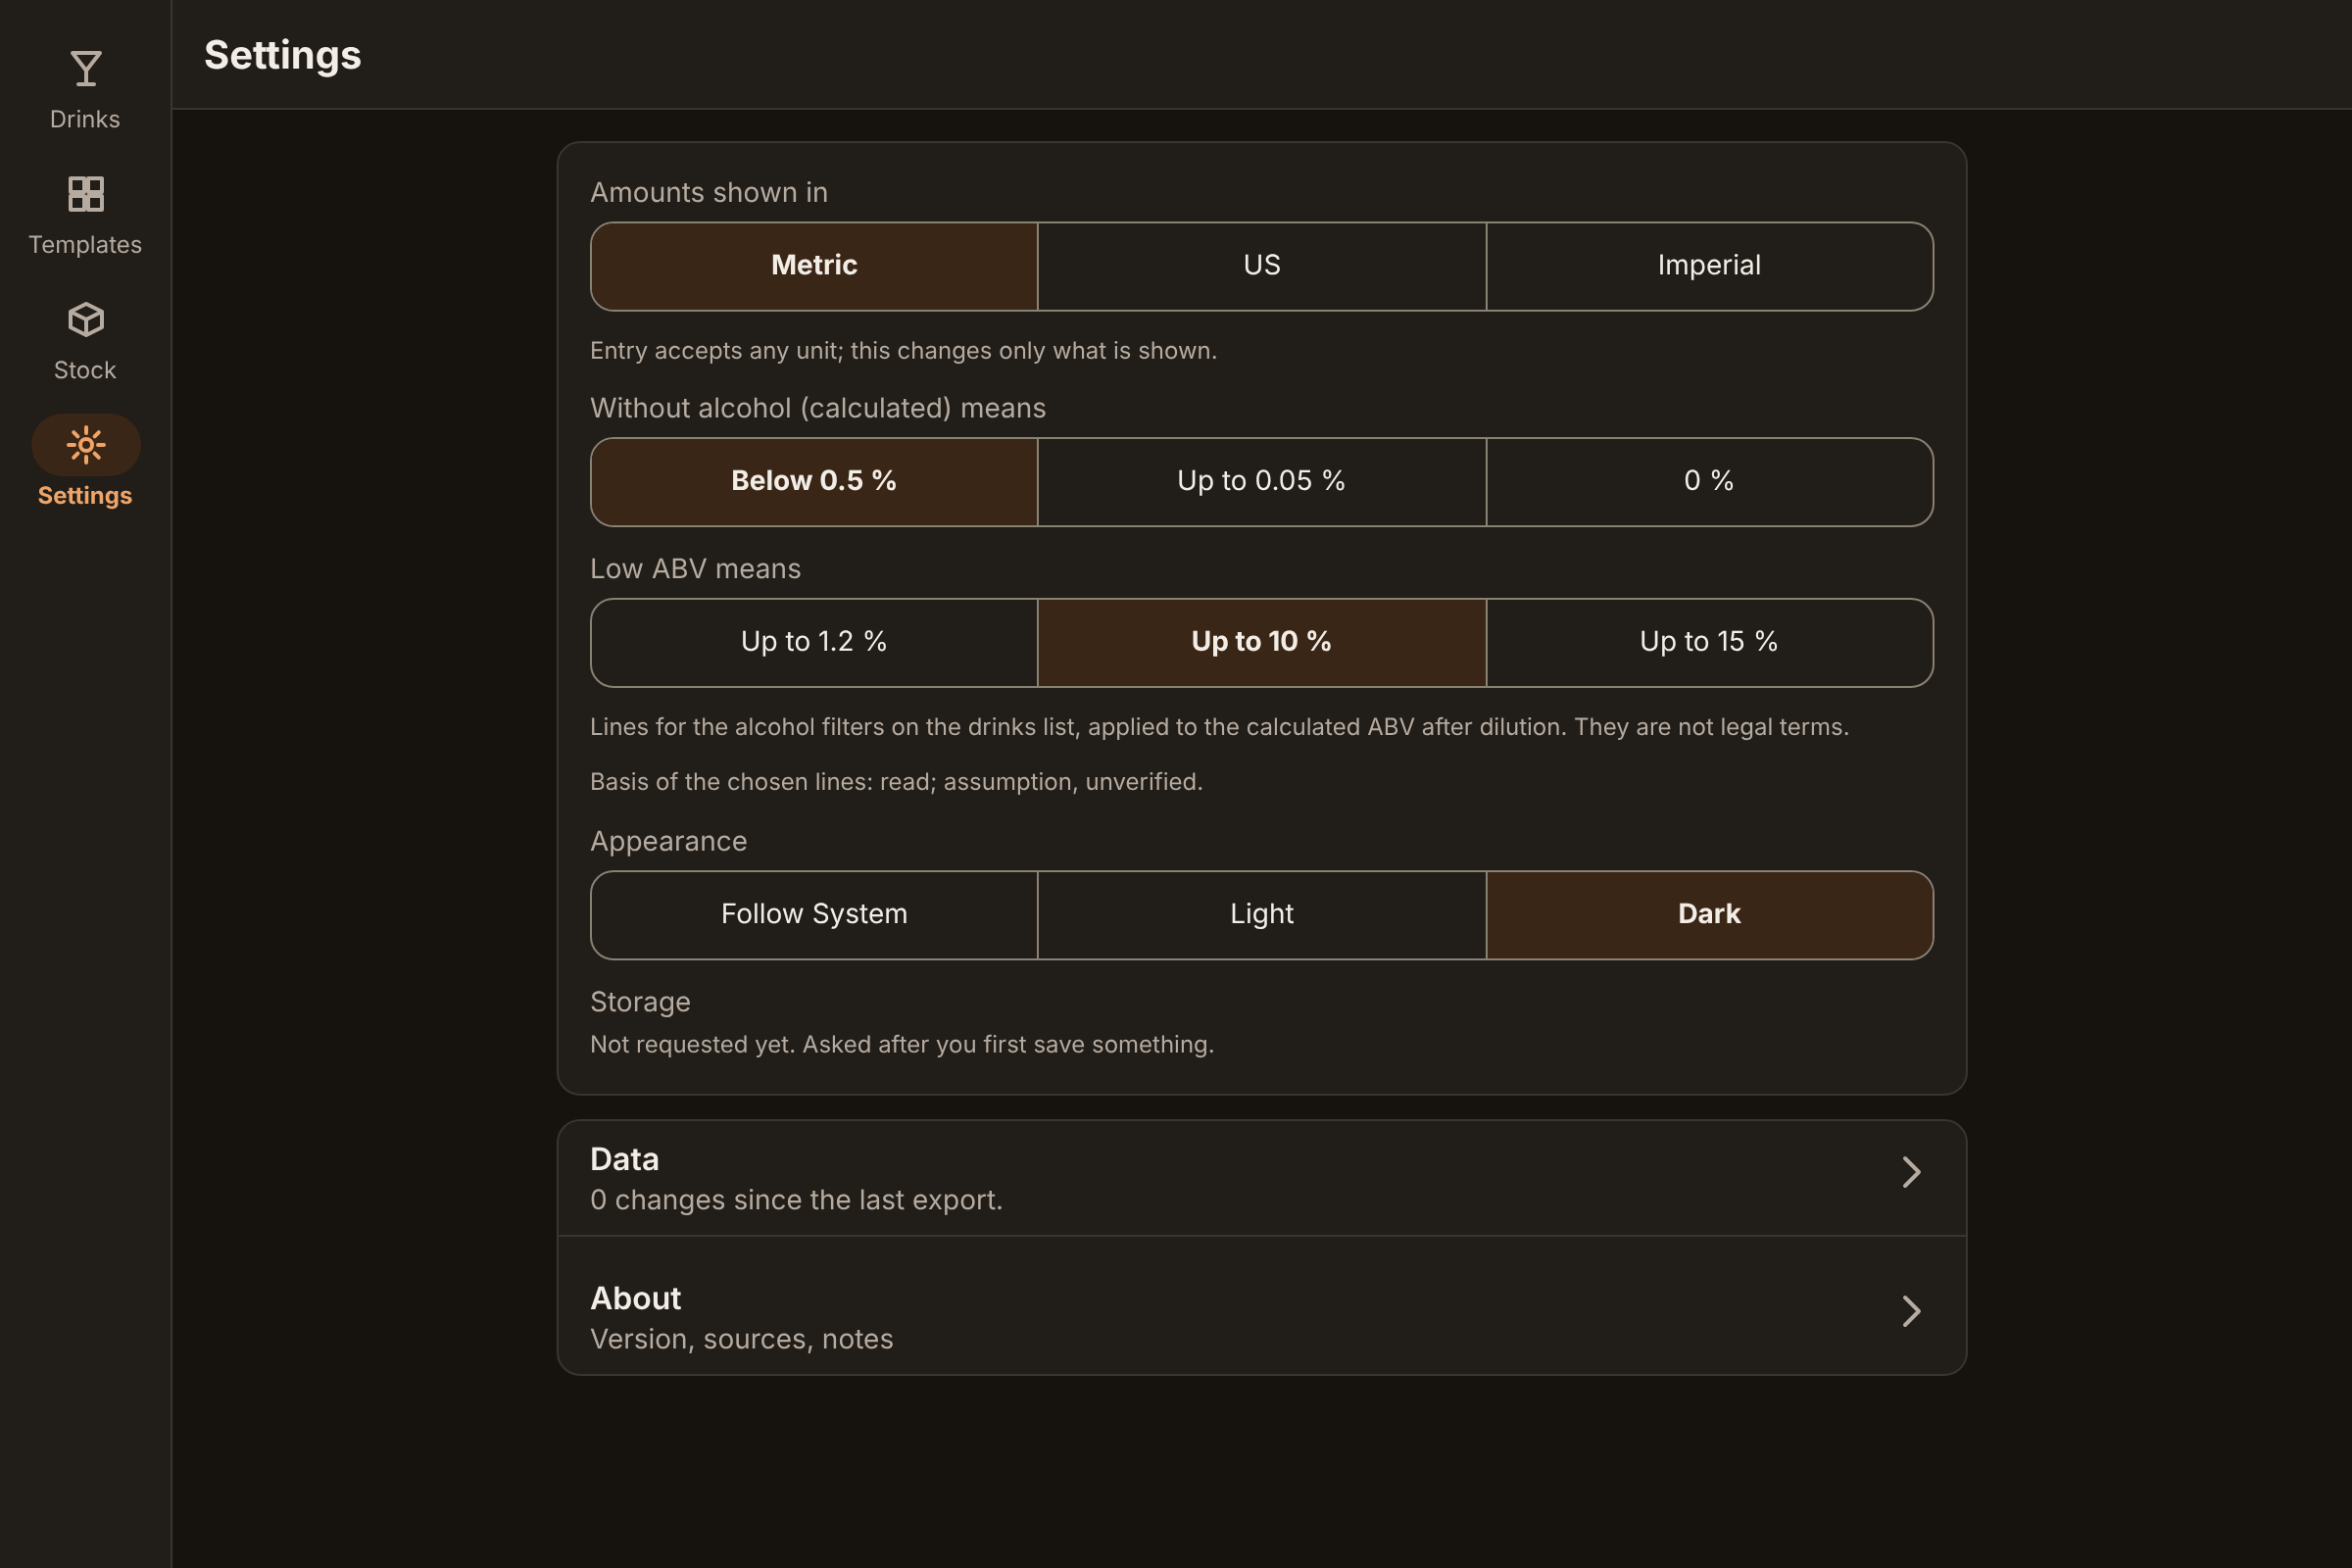 Settings
Drinks
Templates
Stock
Settings
Amounts shown in
Metric
US
Imperial
Entry accepts any unit; this changes only what is shown.
Without alcohol (calculated) means
Below 0.5 %
Up to 0.05 %
0 %
Low ABV means
Up to 1.2 %
Up to 10 %
Up to 15 %
Lines for the alcohol filters on the drinks list, applied to the calculated ABV after dilution. They are not legal terms.
Basis of the chosen lines: read; assumption, unverified.
Appearance
Follow System
Light
Dark
Storage
Not requested yet. Asked after you first save something.
Data
0 changes since the last export.
About
Version, sources, notes